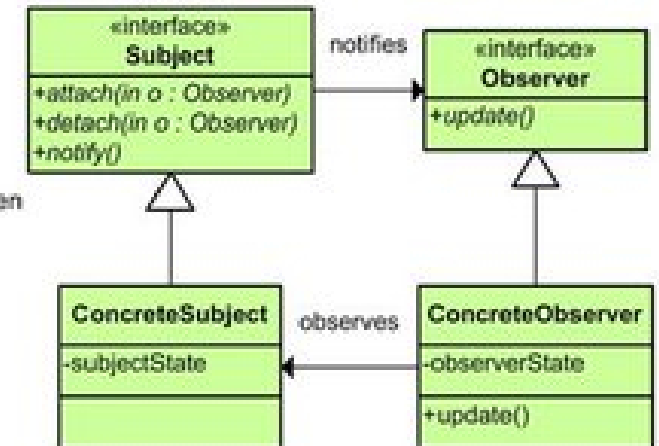 «interface»
Subject
+attach(in o : Observer)
+detach(in o : Observer)
+notify()
notifies
«interface»
Observer
+update()
en
ConcreteSubject
-subjectState
observes
ConcreteObserver
-observerState
+update()